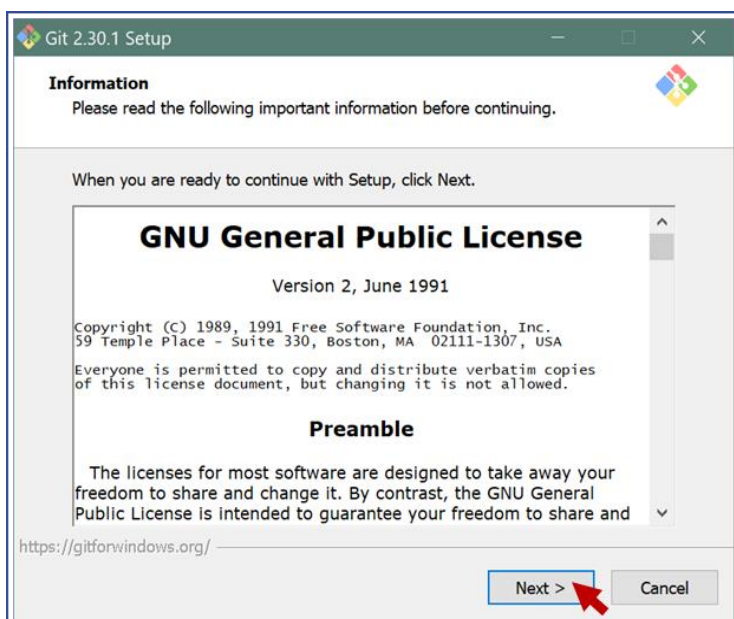 Git 2.30.1 Setup
Information
Please read the following important information before continuing.
When you are ready to continue with Setup, click Next.
GNU General Public License
Version 2, June 1991
Copyright (C) 1989, 1991 Free Software Foundation, Inc.
59 Temple Place - Suite 330, Boston, MA  02111-1307, USA
Everyone is permitted to copy and distribute verbatim copies
of this license document, but changing it is not allowed.
Preamble
The licenses for most software are designed to take away your
freedom to share and change it. By contrast, the GNU General
Public License is intended to guarantee your freedom to share and
https://gitforwindows.org/
Next >
Cancel